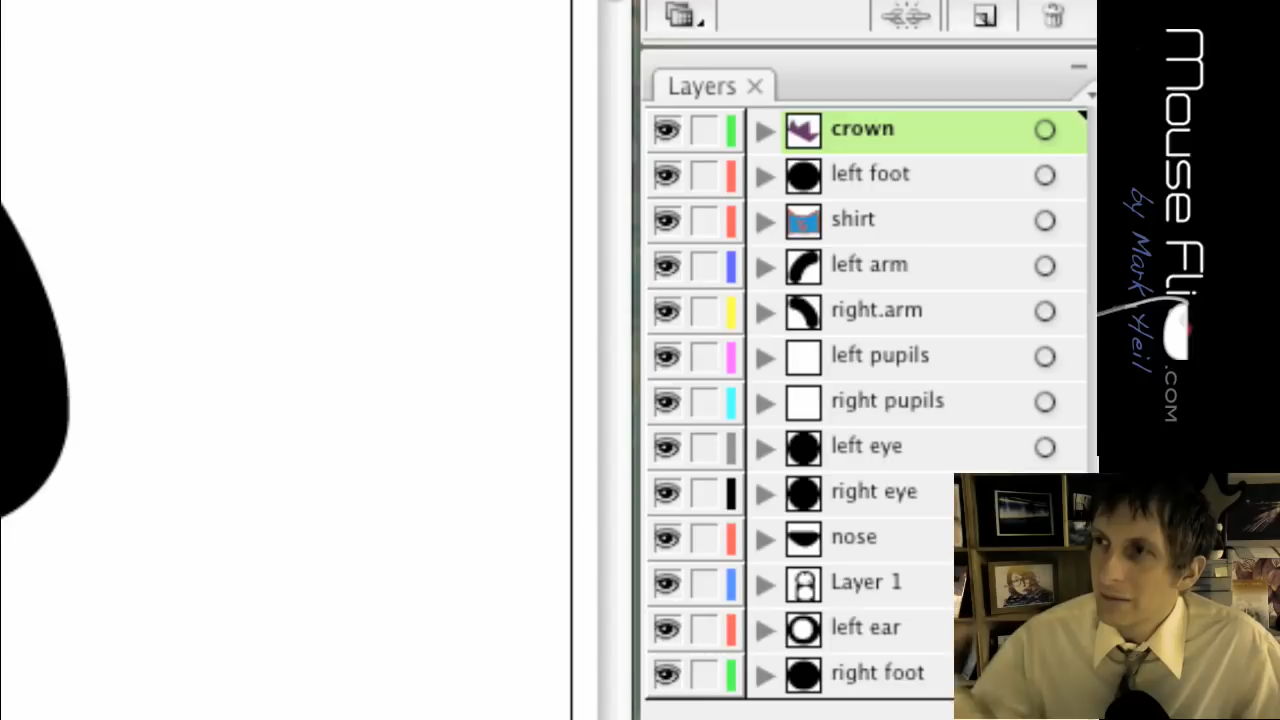 Layers
crown
left foot
shirt
left arm
right.arm
left pupils
right pupils
left eye
right eye
nose
Layer 1
left ear
right foot
Mouse Fli
.COM
by Mark Heil